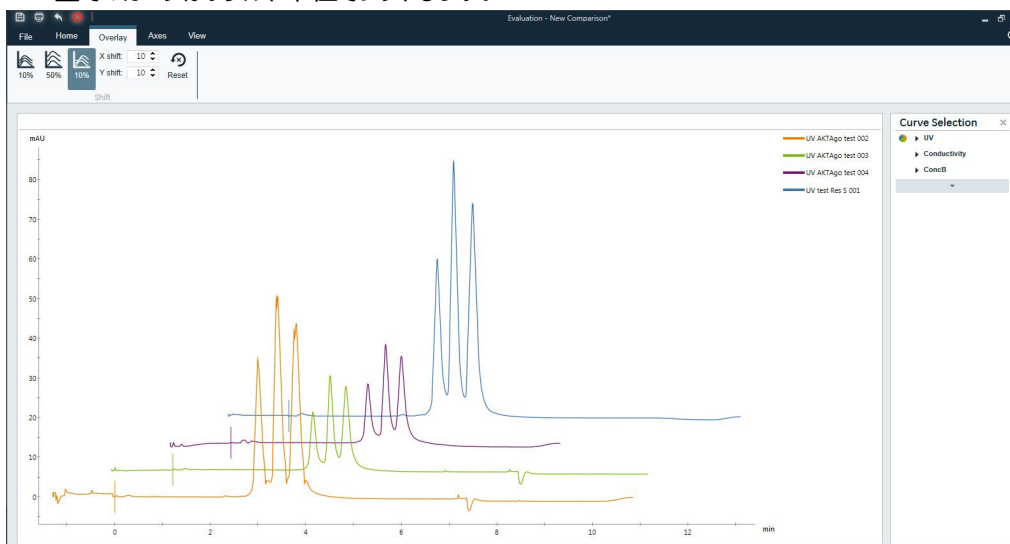 Evaluation - New Comparison*
File Home Overlay Axes View
X shift: 10
Y shift: 10
10% 50% 10% Reset
Shift
mAU
80
70
60
50
40
30
20
10
0
0 2 4 6 8 10 12 min
UV AKTAgo test 002
UV AKTAgo test 003
UV AKTAgo test 004
UV test Res S 001
Curve Selection
UV
Conductivity
ConcB